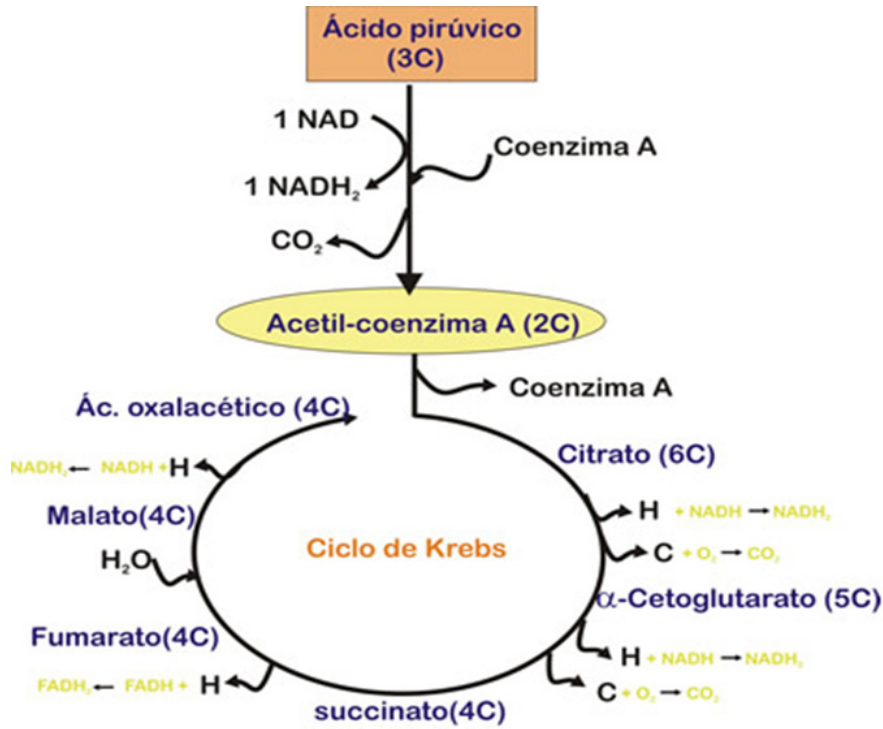 Ácido pirúvico
(3C)
1 NAD
Coenzima A
1 NADH₂
CO₂
Acetil-coenzima A (2C)
Coenzima A
Ác. oxalacético (4C)
Citrato (6C)
NADH₂ ← NADH + H
H + NADH → NADH₂
Malato(4C)
C + O₂ → CO₂
Ciclo de Krebs
H₂O
α-Cetoglutarato (5C)
Fumarato(4C)
H + NADH → NADH₂
FADH₂ ← FADH + H
C + O₂ → CO₂
succinato(4C)